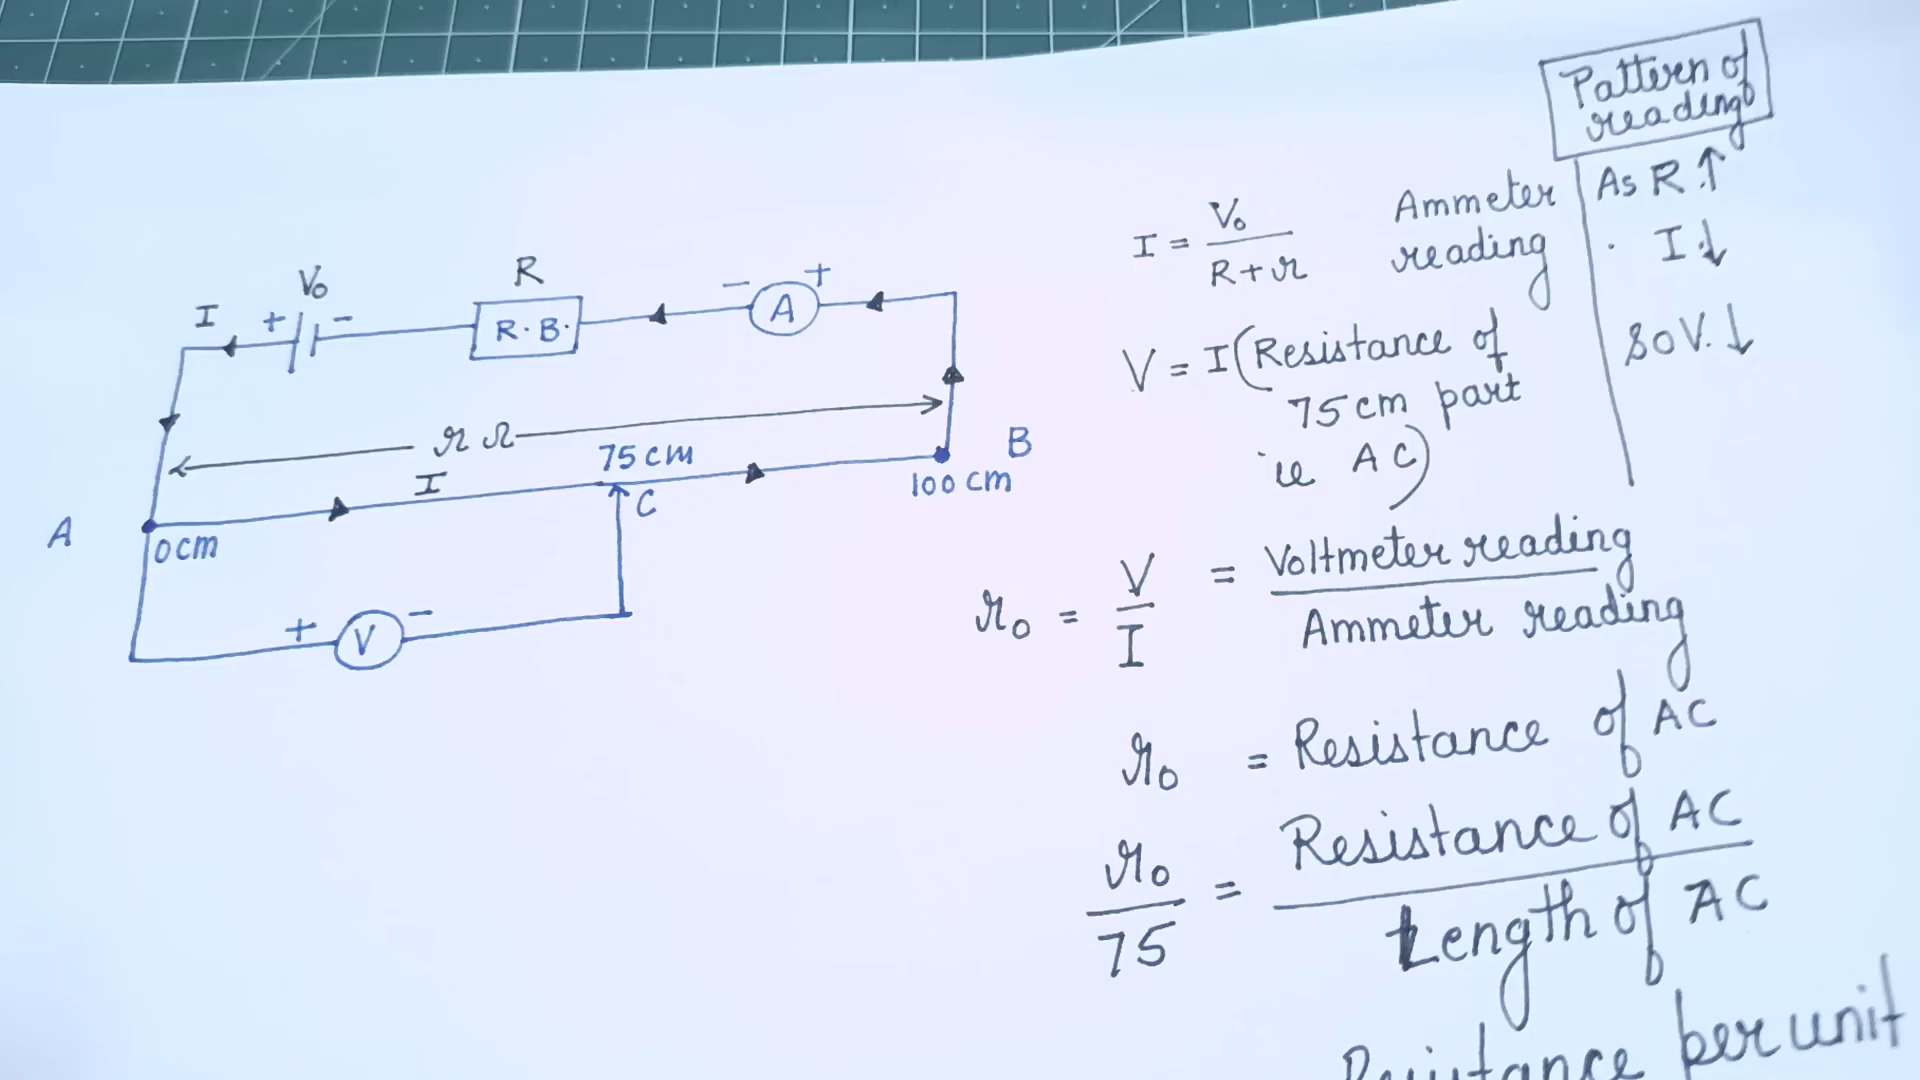 Pattern of
reading
As R ↑
I ↓
So V. ↓
I = V₀ / R + r
Ammeter
reading
V = I (Resistance of
75 cm part
ie AC)
r₀ = V / I = Voltmeter reading / Ammeter reading
r₀ = Resistance of AC
r₀ / 75 = Resistance of AC / Length of AC
Resistance per unit
I
+ V₀ -
R
R.B.
- A +
r Ω
I
75 cm
C
B
100 cm
A
0 cm
+ V -